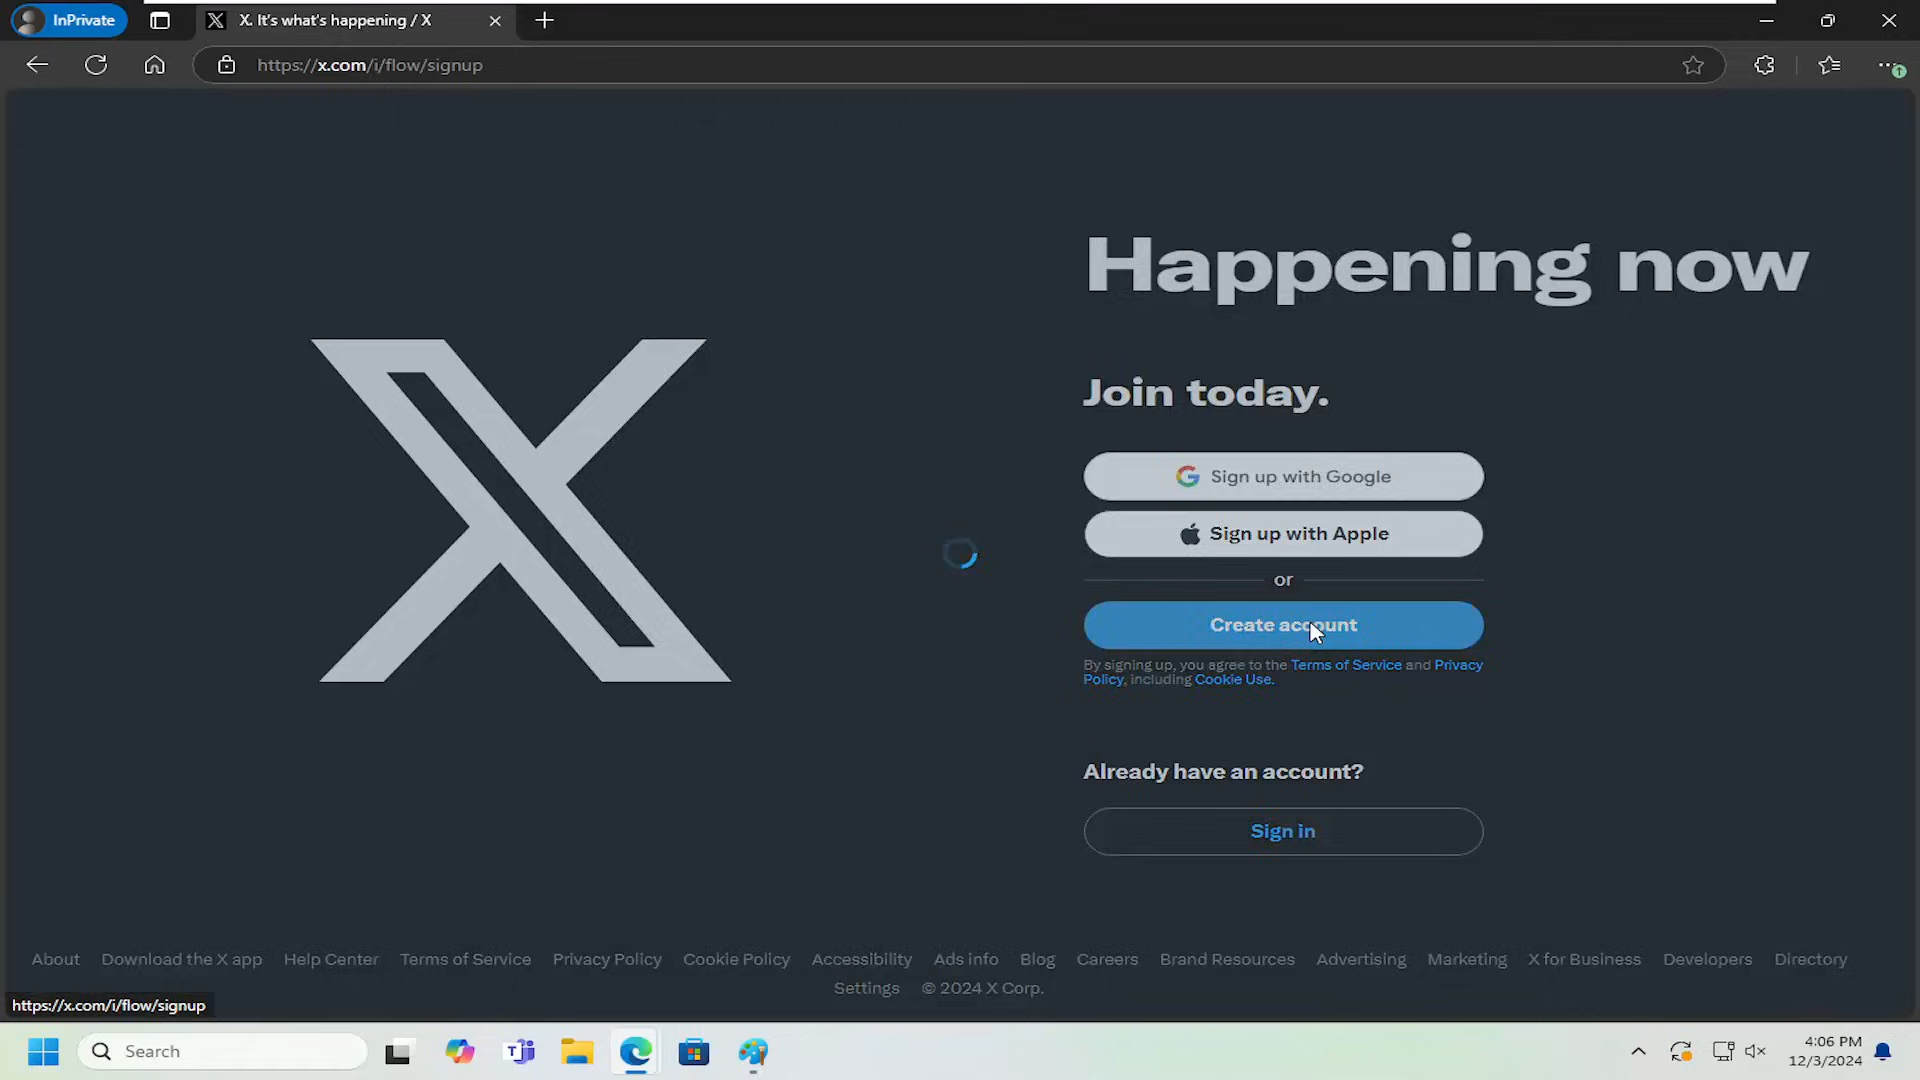 InPrivate
X. It's what's happening / X
https://x.com/i/flow/signup
Happening now
Join today.
Sign up with Google
Sign up with Apple
or
Create account
By signing up, you agree to the Terms of Service and Privacy
Policy, including Cookie Use.
Already have an account?
Sign in
About Download the X app Help Center Terms of Service Privacy Policy Cookie Policy Accessibility Ads info Blog Careers Brand Resources Advertising Marketing X for Business Developers Directory
Settings © 2024 X Corp.
https://x.com/i/flow/signup
Search
4:06 PM
12/3/2024